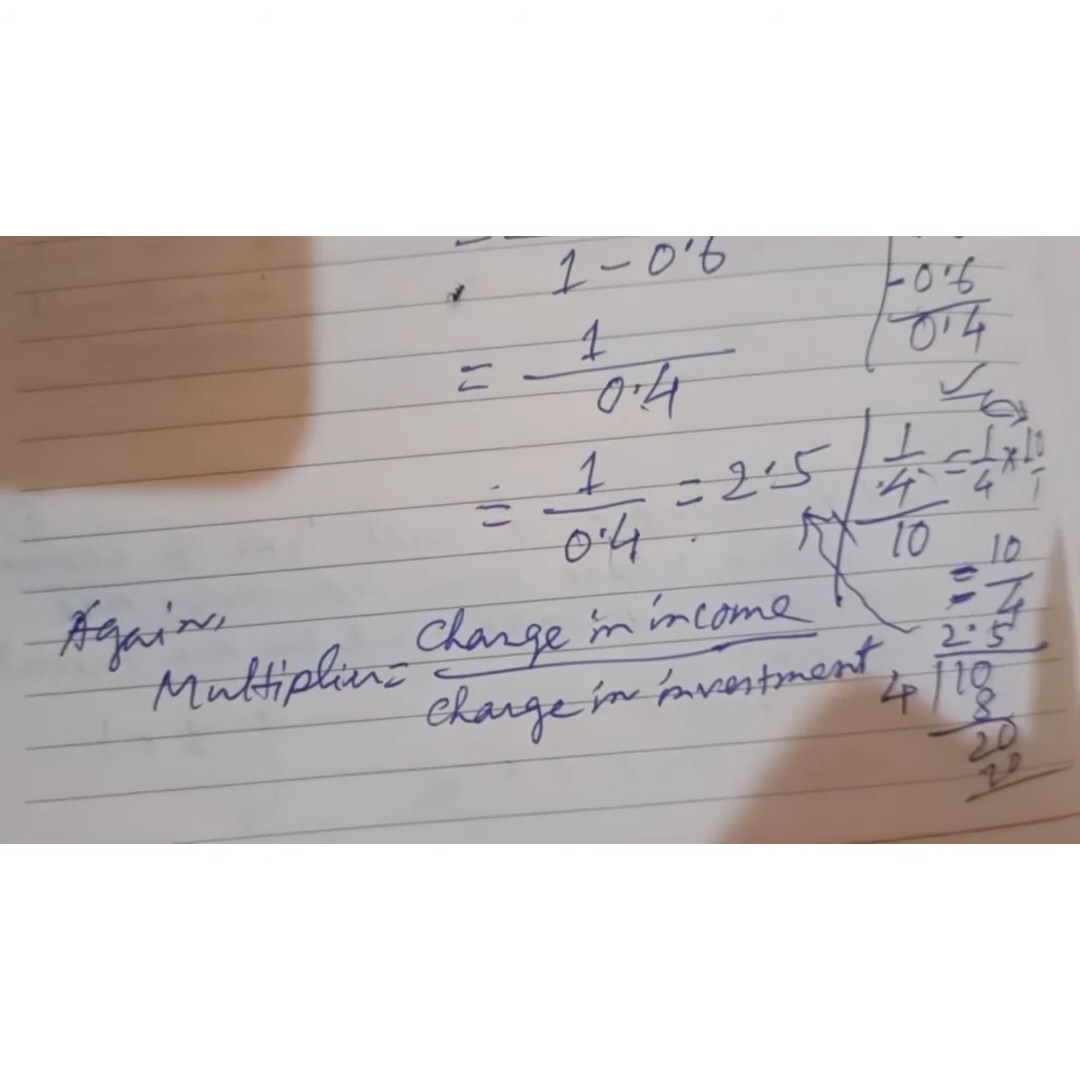 1 - 0.6
= 1 / 0.4
= 1 / 0.4 = 2.5
Again,
Multiplier = change in income / change in investment
- 0.6
0.4
1 / (4 / 10) = 1/4 × 10/1
= 10/4
2.5
4 | 10
8
20
20